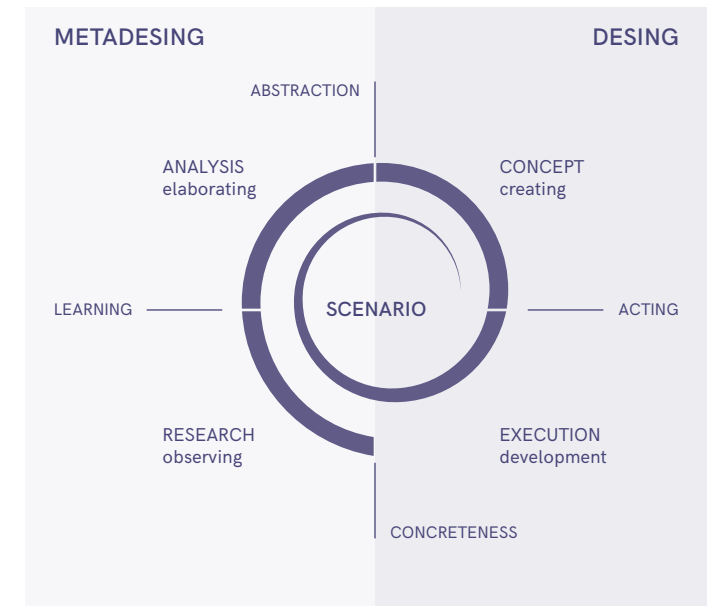 METADESING
DESING
ABSTRACTION
ANALYSIS
elaborating
CONCEPT
creating
LEARNING
SCENARIO
ACTING
RESEARCH
observing
EXECUTION
development
CONCRETENESS